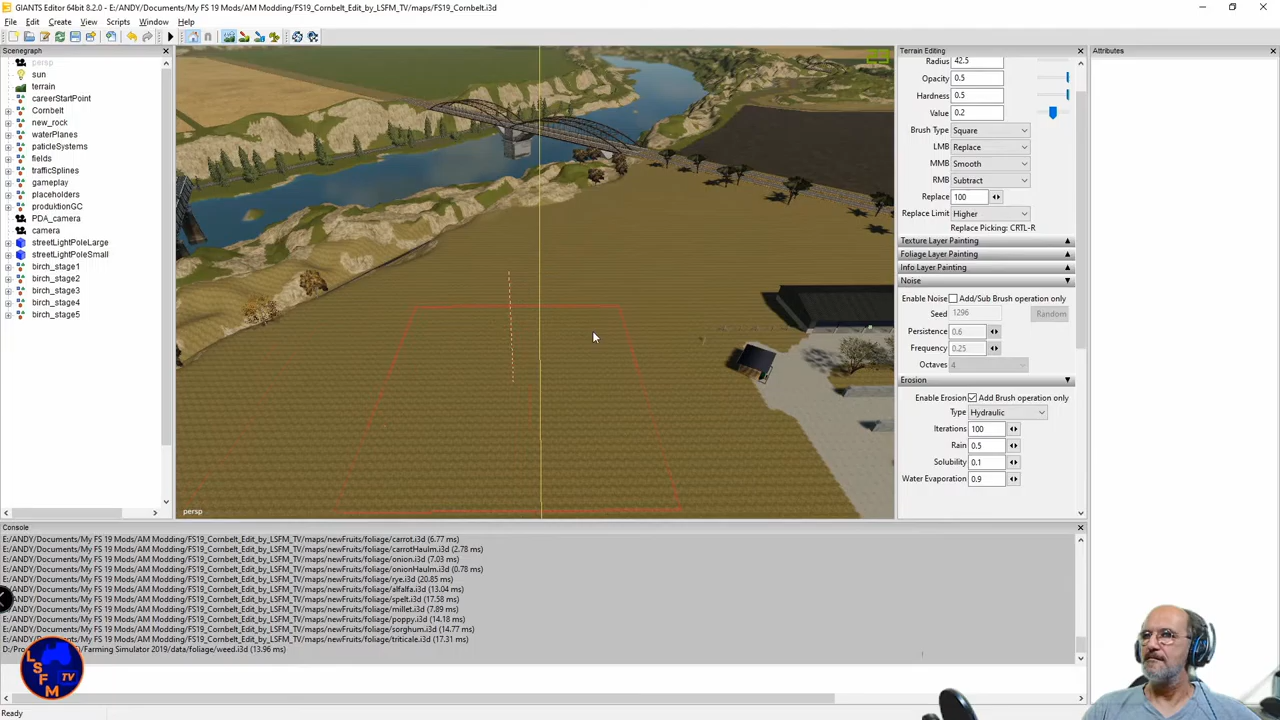 GIANTS Editor 64bit 8.2.0 - E:/ANDY/Documents/My FS 19 Mods/AM Modding/FS19_Cornbelt_Edit_by_LSFM_TV/maps/FS19_Cornbelt.i3d
File Edit Create View Scripts Window Help
Scenegraph
persp
sun
terrain
careerStartPoint
Cornbelt
new_rock
waterPlanes
paticleSystems
fields
trafficSplines
gameplay
placeholders
produktionGC
PDA_camera
camera
streetLightPoleLarge
streetLightPoleSmall
birch_stage1
birch_stage2
birch_stage3
birch_stage4
birch_stage5
persp
Terrain Editing
Radius 42.5
Opacity 0.5
Hardness 0.5
Value 0.2
Brush Type Square
LMB Replace
MMB Smooth
RMB Subtract
Replace 100
Replace Limit Higher
Replace Picking: CRTL-R
Texture Layer Painting
Foliage Layer Painting
Info Layer Painting
Noise
Enable Noise Add/Sub Brush operation only
Seed 1296 Random
Persistence 0.6
Frequency 0.25
Octaves 4
Erosion
Enable Erosion Add Brush operation only
Type Hydraulic
Iterations 100
Rain 0.5
Solubility 0.1
Water Evaporation 0.9
Attributes
Console
E:/ANDY/Documents/My FS 19 Mods/AM Modding/FS19_Cornbelt_Edit_by_LSFM_TV/maps/newFruits/foliage/carrot.i3d (6.77 ms)
E:/ANDY/Documents/My FS 19 Mods/AM Modding/FS19_Cornbelt_Edit_by_LSFM_TV/maps/newFruits/foliage/carrotHaulm.i3d (2.78 ms)
E:/ANDY/Documents/My FS 19 Mods/AM Modding/FS19_Cornbelt_Edit_by_LSFM_TV/maps/newFruits/foliage/onion.i3d (7.03 ms)
E:/ANDY/Documents/My FS 19 Mods/AM Modding/FS19_Cornbelt_Edit_by_LSFM_TV/maps/newFruits/foliage/onionHaulm.i3d (0.78 ms)
E:/ANDY/Documents/My FS 19 Mods/AM Modding/FS19_Cornbelt_Edit_by_LSFM_TV/maps/newFruits/foliage/rye.i3d (20.85 ms)
E:/ANDY/Documents/My FS 19 Mods/AM Modding/FS19_Cornbelt_Edit_by_LSFM_TV/maps/newFruits/foliage/alfalfa.i3d (13.04 ms)
E:/ANDY/Documents/My FS 19 Mods/AM Modding/FS19_Cornbelt_Edit_by_LSFM_TV/maps/newFruits/foliage/spelt.i3d (17.58 ms)
E:/ANDY/Documents/My FS 19 Mods/AM Modding/FS19_Cornbelt_Edit_by_LSFM_TV/maps/newFruits/foliage/millet.i3d (7.89 ms)
E:/ANDY/Documents/My FS 19 Mods/AM Modding/FS19_Cornbelt_Edit_by_LSFM_TV/maps/newFruits/foliage/poppy.i3d (14.18 ms)
E:/ANDY/Documents/My FS 19 Mods/AM Modding/FS19_Cornbelt_Edit_by_LSFM_TV/maps/newFruits/foliage/sorghum.i3d (14.77 ms)
E:/ANDY/Documents/My FS 19 Mods/AM Modding/FS19_Cornbelt_Edit_by_LSFM_TV/maps/newFruits/foliage/triticale.i3d (17.31 ms)
/Farming Simulator 2019/data/foliage/weed.i3d (13.96 ms)
LSFM
TV
Ready